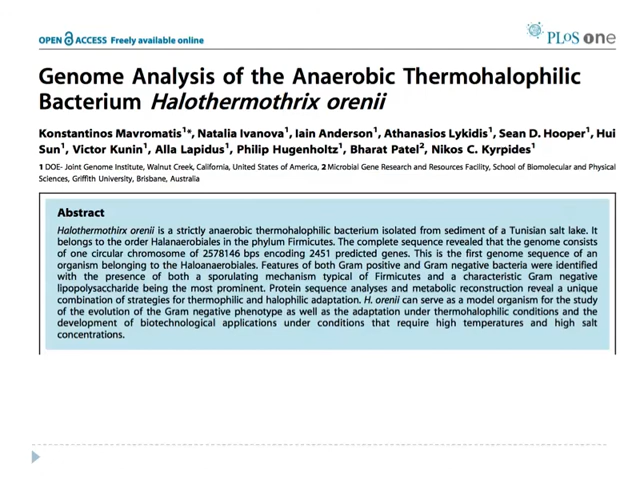 OPEN ACCESS Freely available online
PLoS one
Genome Analysis of the Anaerobic Thermohalophilic
Bacterium Halothermothrix orenii
Konstantinos Mavromatis1*, Natalia Ivanova1, Iain Anderson1, Athanasios Lykidis1, Sean D. Hooper1, Hui
Sun1, Victor Kunin1, Alla Lapidus1, Philip Hugenholtz1, Bharat Patel2, Nikos C. Kyrpides1
1 DOE- Joint Genome Institute, Walnut Creek, California, United States of America, 2 Microbial Gene Research and Resources Facility, School of Biomolecular and Physical
Sciences, Griffith University, Brisbane, Australia
Abstract
Halothermothirx orenii is a strictly anaerobic thermohalophilic bacterium isolated from sediment of a Tunisian salt lake. It
belongs to the order Halanaerobiales in the phylum Firmicutes. The complete sequence revealed that the genome consists
of one circular chromosome of 2578146 bps encoding 2451 predicted genes. This is the first genome sequence of an
organism belonging to the Haloanaerobiales. Features of both Gram positive and Gram negative bacteria were identified
with the presence of both a sporulating mechanism typical of Firmicutes and a characteristic Gram negative
lipopolysaccharide being the most prominent. Protein sequence analyses and metabolic reconstruction reveal a unique
combination of strategies for thermophilic and halophilic adaptation. H. orenii can serve as a model organism for the study
of the evolution of the Gram negative phenotype as well as the adaptation under thermohalophilic conditions and the
development of biotechnological applications under conditions that require high temperatures and high salt
concentrations.